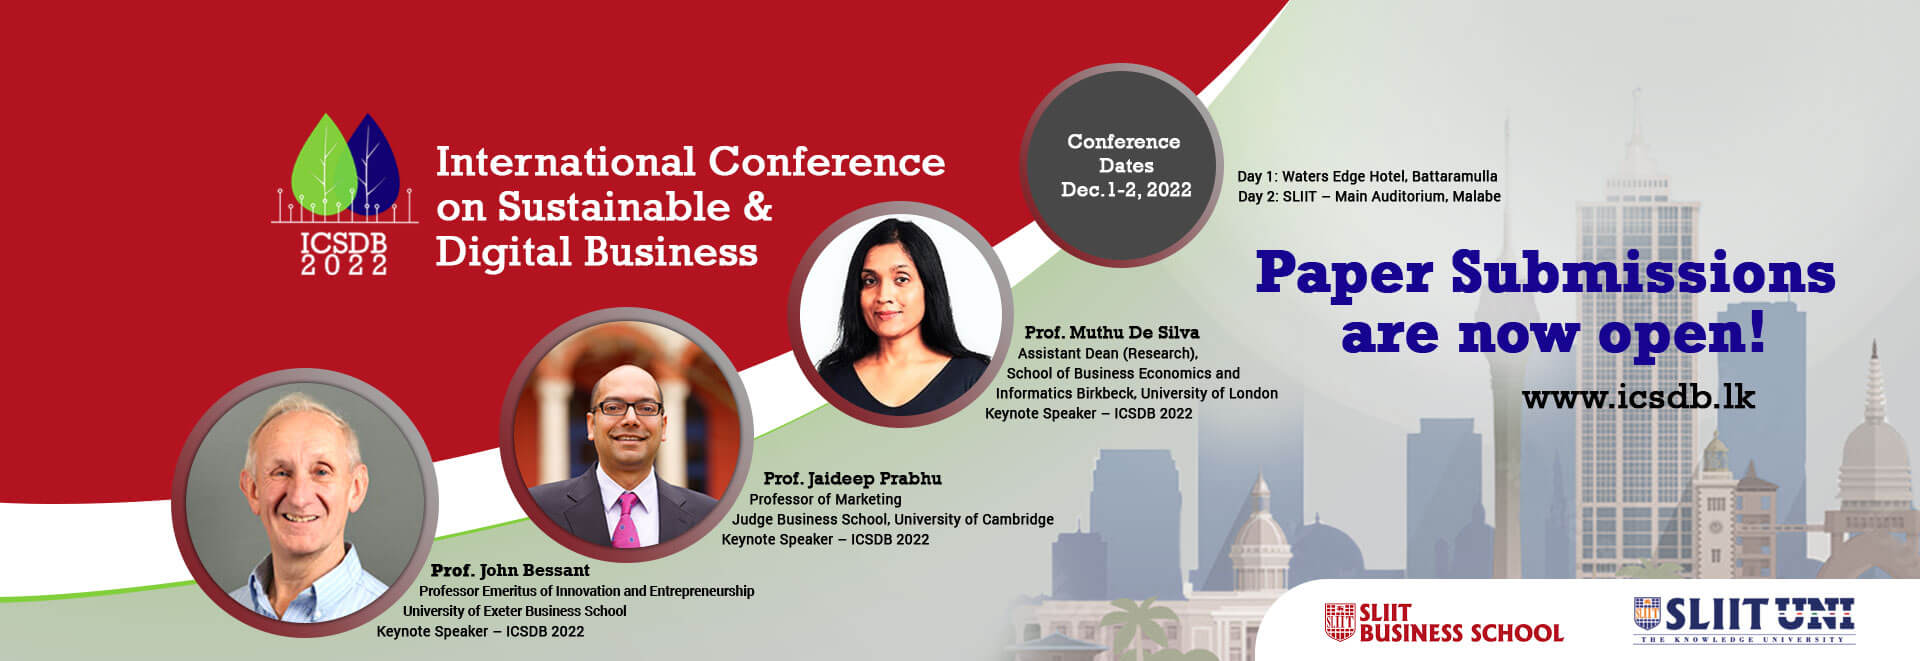 ICSDB
2022
International Conference
on Sustainable &
Digital Business
Conference
Dates
Dec.1-2, 2022
Day 1: Waters Edge Hotel, Battaramulla
Day 2: SLIIT – Main Auditorium, Malabe
Paper Submissions
are now open!
www.icsdb.lk
Prof. Muthu De Silva
Assistant Dean (Research),
School of Business Economics and
Informatics Birkbeck, University of London
Keynote Speaker – ICSDB 2022
Prof. Jaideep Prabhu
Professor of Marketing
Judge Business School, University of Cambridge
Keynote Speaker – ICSDB 2022
Prof. John Bessant
Professor Emeritus of Innovation and Entrepreneurship
University of Exeter Business School
Keynote Speaker – ICSDB 2022
SLIIT
SLIIT
BUSINESS SCHOOL
SLIIT
SLIIT UNI
THE KNOWLEDGE UNIVERSITY